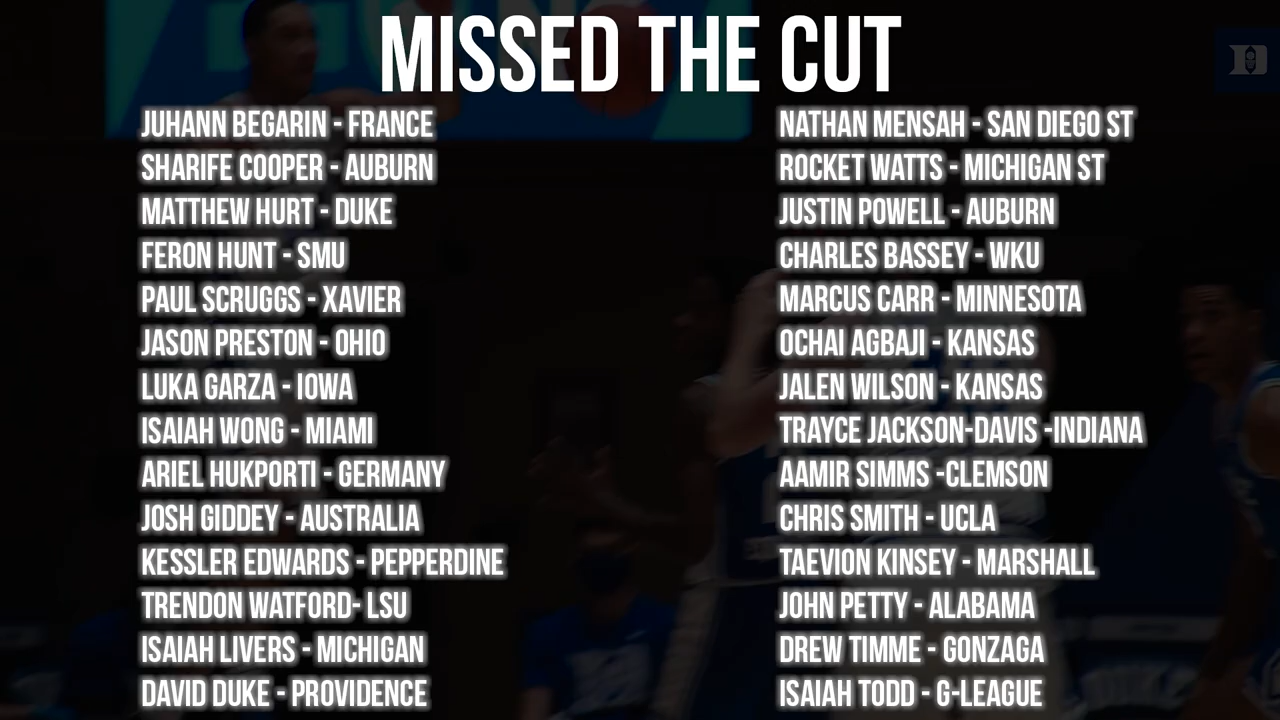 MISSED THE CUT
JUHANN BEGARIN - FRANCE
SHARIFE COOPER - AUBURN
MATTHEW HURT - DUKE
FERON HUNT - SMU
PAUL SCRUGGS - XAVIER
JASON PRESTON - OHIO
LUKA GARZA - IOWA
ISAIAH WONG - MIAMI
ARIEL HUKPORTI - GERMANY
JOSH GIDDEY - AUSTRALIA
KESSLER EDWARDS - PEPPERDINE
TRENDON WATFORD- LSU
ISAIAH LIVERS - MICHIGAN
DAVID DUKE - PROVIDENCE
NATHAN MENSAH - SAN DIEGO ST
ROCKET WATTS - MICHIGAN ST
JUSTIN POWELL - AUBURN
CHARLES BASSEY - WKU
MARCUS CARR - MINNESOTA
OCHAI AGBAJI - KANSAS
JALEN WILSON - KANSAS
TRAYCE JACKSON-DAVIS -INDIANA
AAMIR SIMMS -CLEMSON
CHRIS SMITH - UCLA
TAEVION KINSEY - MARSHALL
JOHN PETTY - ALABAMA
DREW TIMME - GONZAGA
ISAIAH TODD - G-LEAGUE